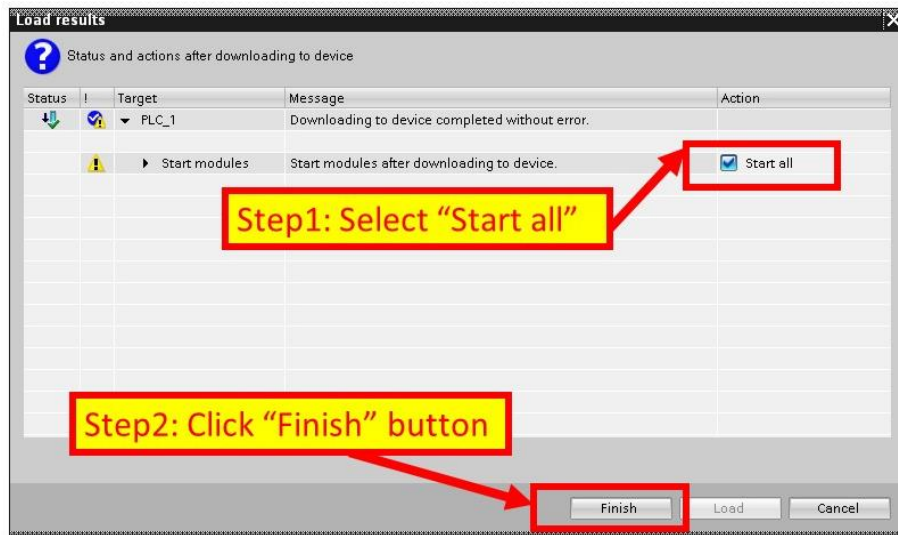 Load results
Status and actions after downloading to device
Status ! Target Message Action
PLC_1 Downloading to device completed without error.
Start modules Start modules after downloading to device. Start all
Step1: Select “Start all”
Step2: Click “Finish” button
Finish Load Cancel